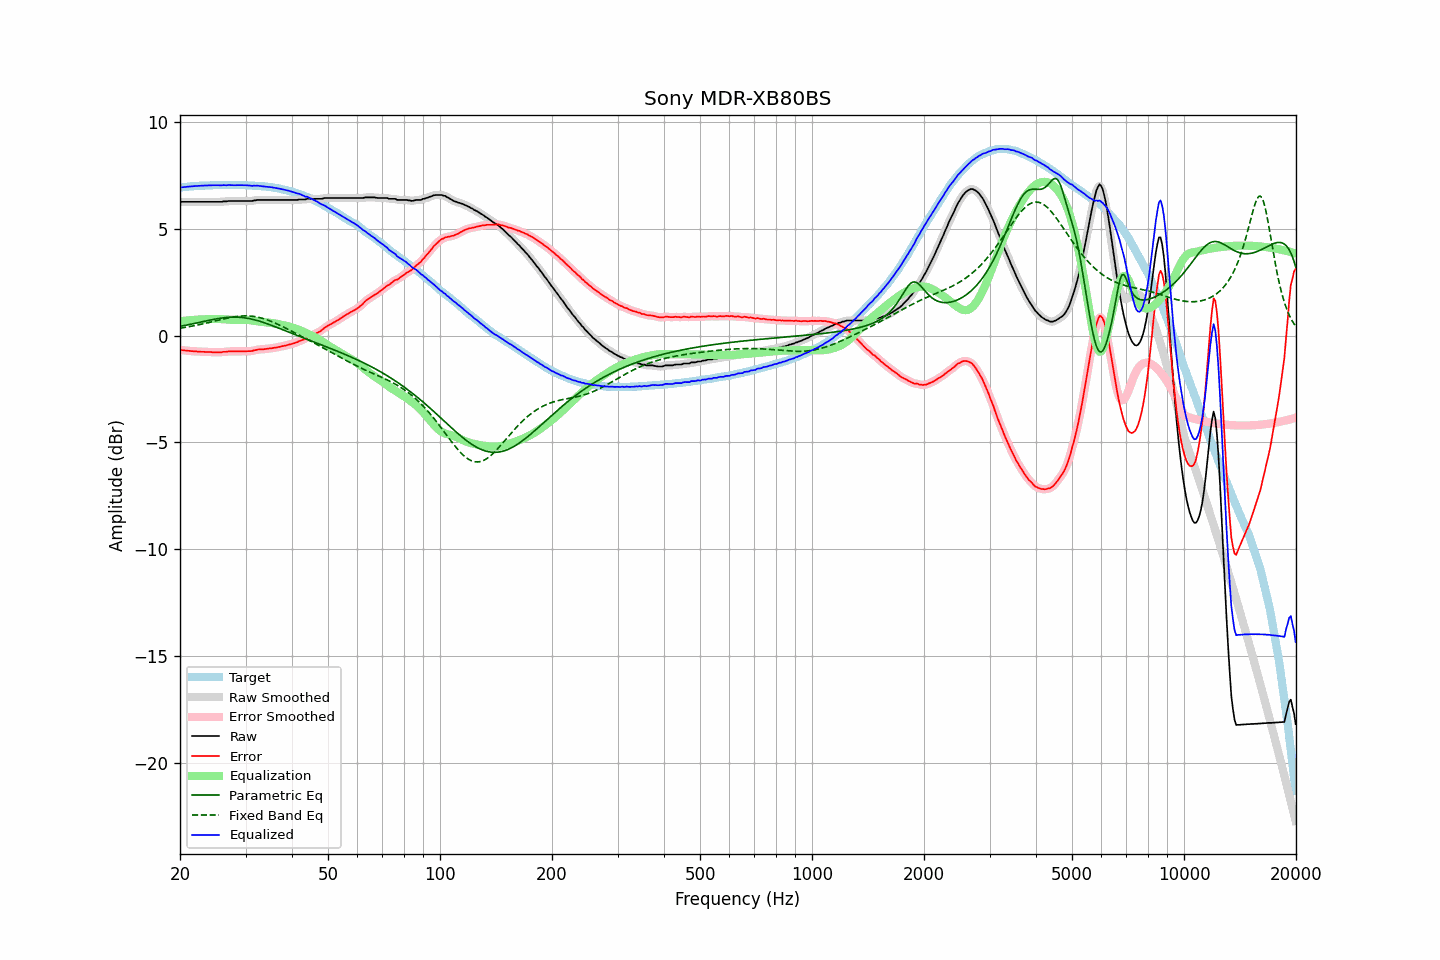 Sony MDR-XB80BS
10
5
0
−5
−10
−15
−20
Amplitude (dBr)
Target
Raw Smoothed
Error Smoothed
Raw
Error
Equalization
Parametric Eq
Fixed Band Eq
Equalized
20 50 100 200 500 1000 2000 5000 10000 20000
Frequency (Hz)